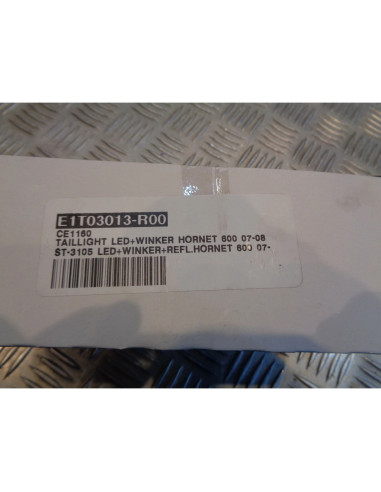 E1T03013-R00
CE1160
TAILLIGHT LED+WINKER HORNET 600 07-08
ST-3105 LED+WINKER+REFL.HORNET 600 07-